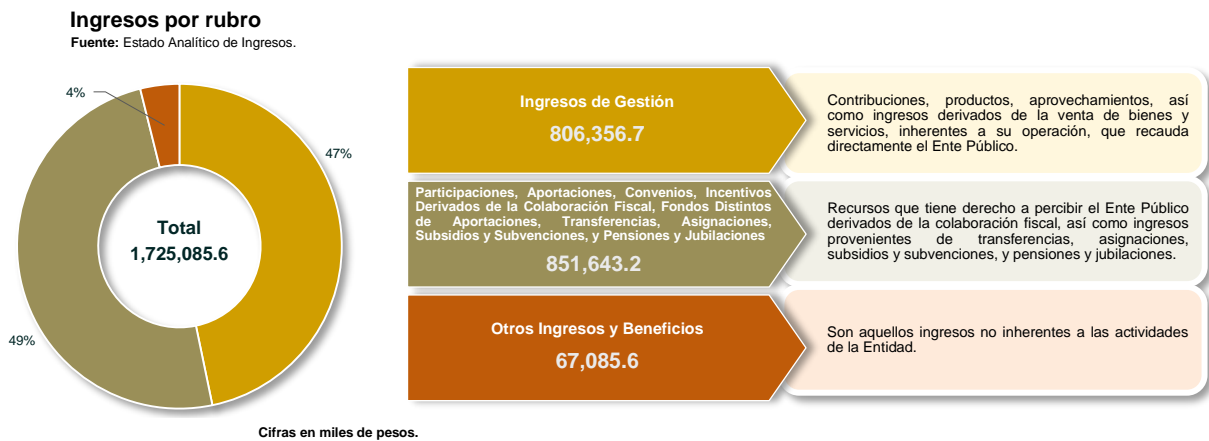 Ingresos por rubro
Fuente: Estado Analítico de Ingresos.
4%
47%
49%
Total
1,725,085.6
Ingresos de Gestión
806,356.7
Contribuciones, productos, aprovechamientos, así
como ingresos derivados de la venta de bienes y
servicios, inherentes a su operación, que recauda
directamente el Ente Público.
Participaciones, Aportaciones, Convenios, Incentivos
Derivados de la Colaboración Fiscal, Fondos Distintos
de Aportaciones, Transferencias, Asignaciones,
Subsidios y Subvenciones, y Pensiones y Jubilaciones
851,643.2
Recursos que tiene derecho a percibir el Ente Público
derivados de la colaboración fiscal, así como ingresos
provenientes de transferencias, asignaciones,
subsidios y subvenciones, y pensiones y jubilaciones.
Otros Ingresos y Beneficios
67,085.6
Son aquellos ingresos no inherentes a las actividades
de la Entidad.
Cifras en miles de pesos.